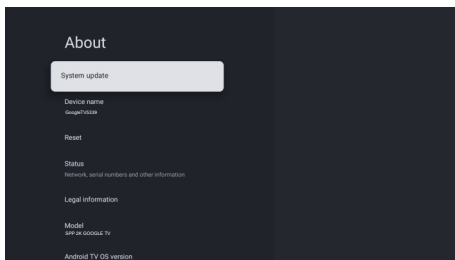 About
System update
Device name
GoogleTV5339
Reset
Status
Network, serial numbers and other information
Legal information
Model
SPP 2K GOOGLE TV
Android TV OS version